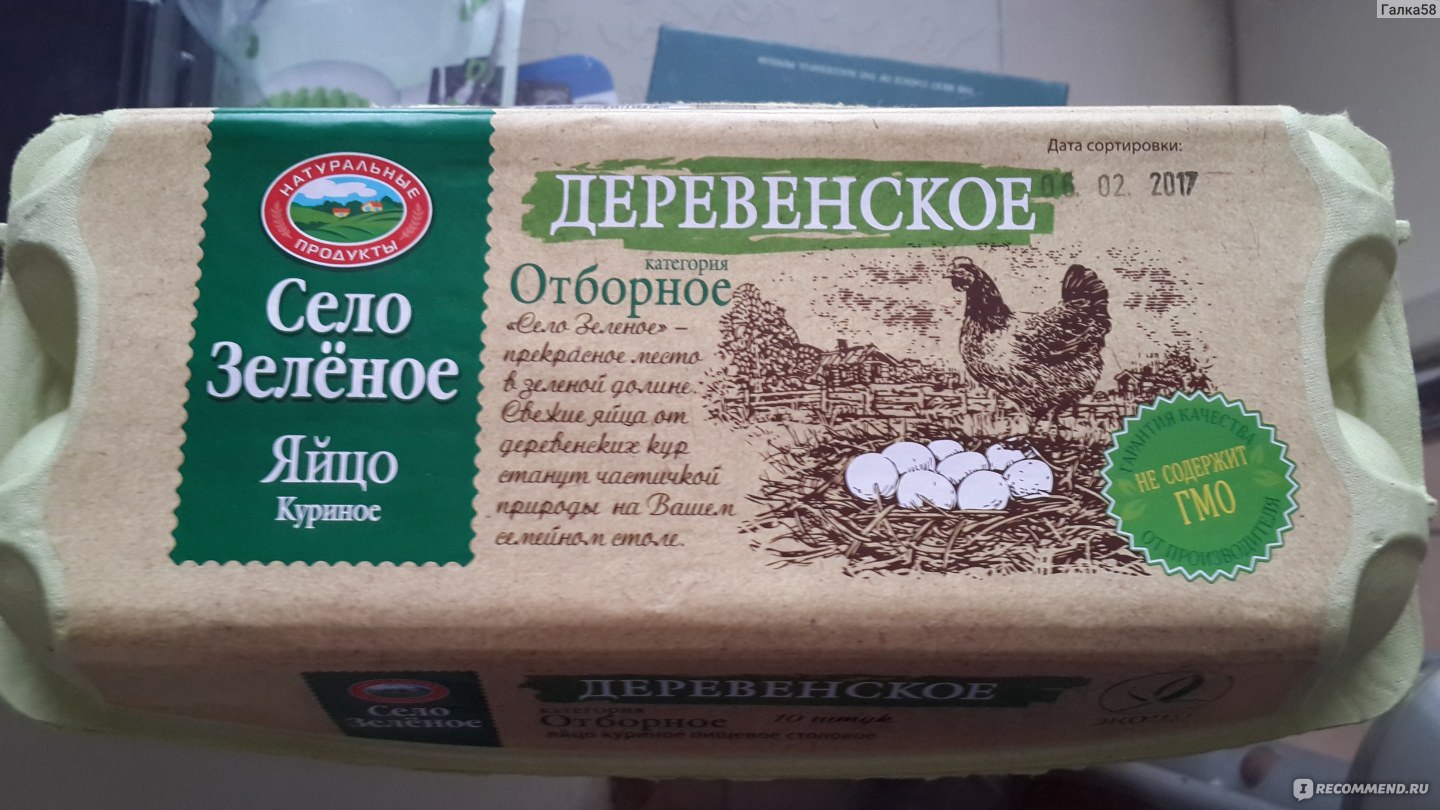 Галка58
Дата сортировки:
06. 02. 2017
НАТУРАЛЬНЫЕ
ПРОДУКТЫ
Село
Зелёное
Яйцо
Куриное
ДЕРЕВЕНСКОЕ
категория
Отборное
«Село Зеленое» –
прекрасное место
в зеленой долине.
Свежие яйца от
деревенских кур
станут частичкой
природы на Вашем
семейном столе.
ГАРАНТИЯ КАЧЕСТВА
НЕ СОДЕРЖИТ
ГМО
ОТ ПРОИЗВОДИТЕЛЯ
Село
Зелёное
ДЕРЕВЕНСКОЕ
категория
Отборное 10 штук
яйцо куриное пищевое столовое
IRECOMMEND.RU